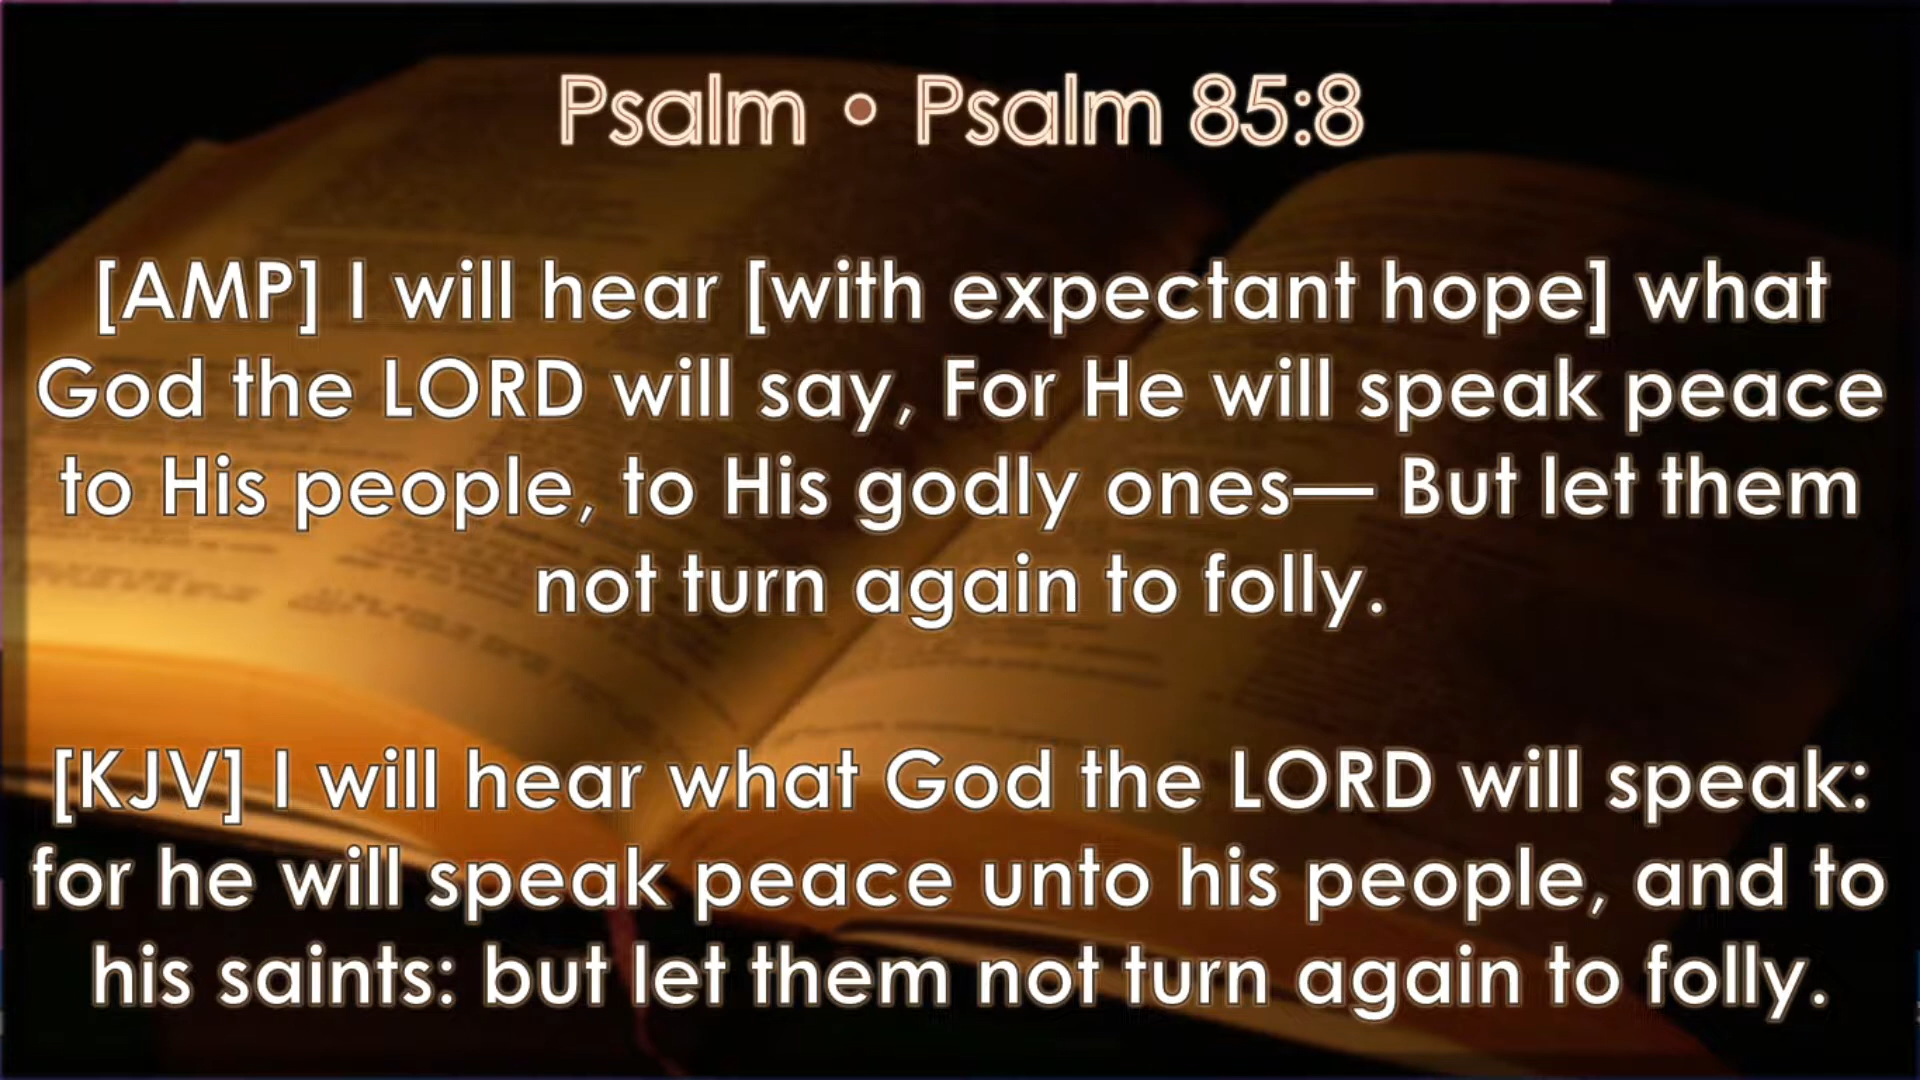 Psalm • Psalm 85:8
[AMP] I will hear [with expectant hope] what
God the LORD will say, For He will speak peace
to His people, to His godly ones— But let them
not turn again to folly.
[KJV] I will hear what God the LORD will speak:
for he will speak peace unto his people, and to
his saints: but let them not turn again to folly.